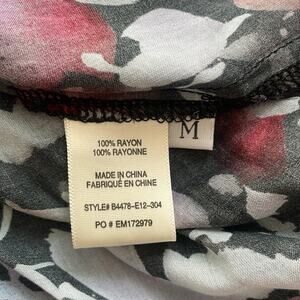 M
100% RAYON
100% RAYONNE
MADE IN CHINA
FABRIQUÉ EN CHINE
STYLE# B4478-E12-304
PO # EM172979